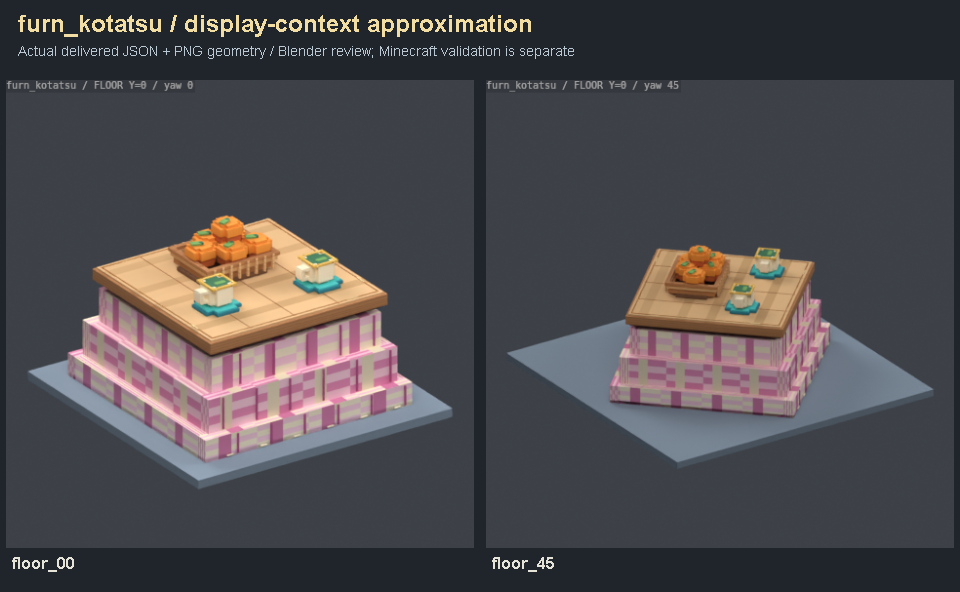 furn_kotatsu / display-context approximation
Actual delivered JSON + PNG geometry / Blender review; Minecraft validation is separate
furn_kotatsu / FLOOR Y=0 / yaw 0
furn_kotatsu / FLOOR Y=0 / yaw 45
floor_00
floor_45